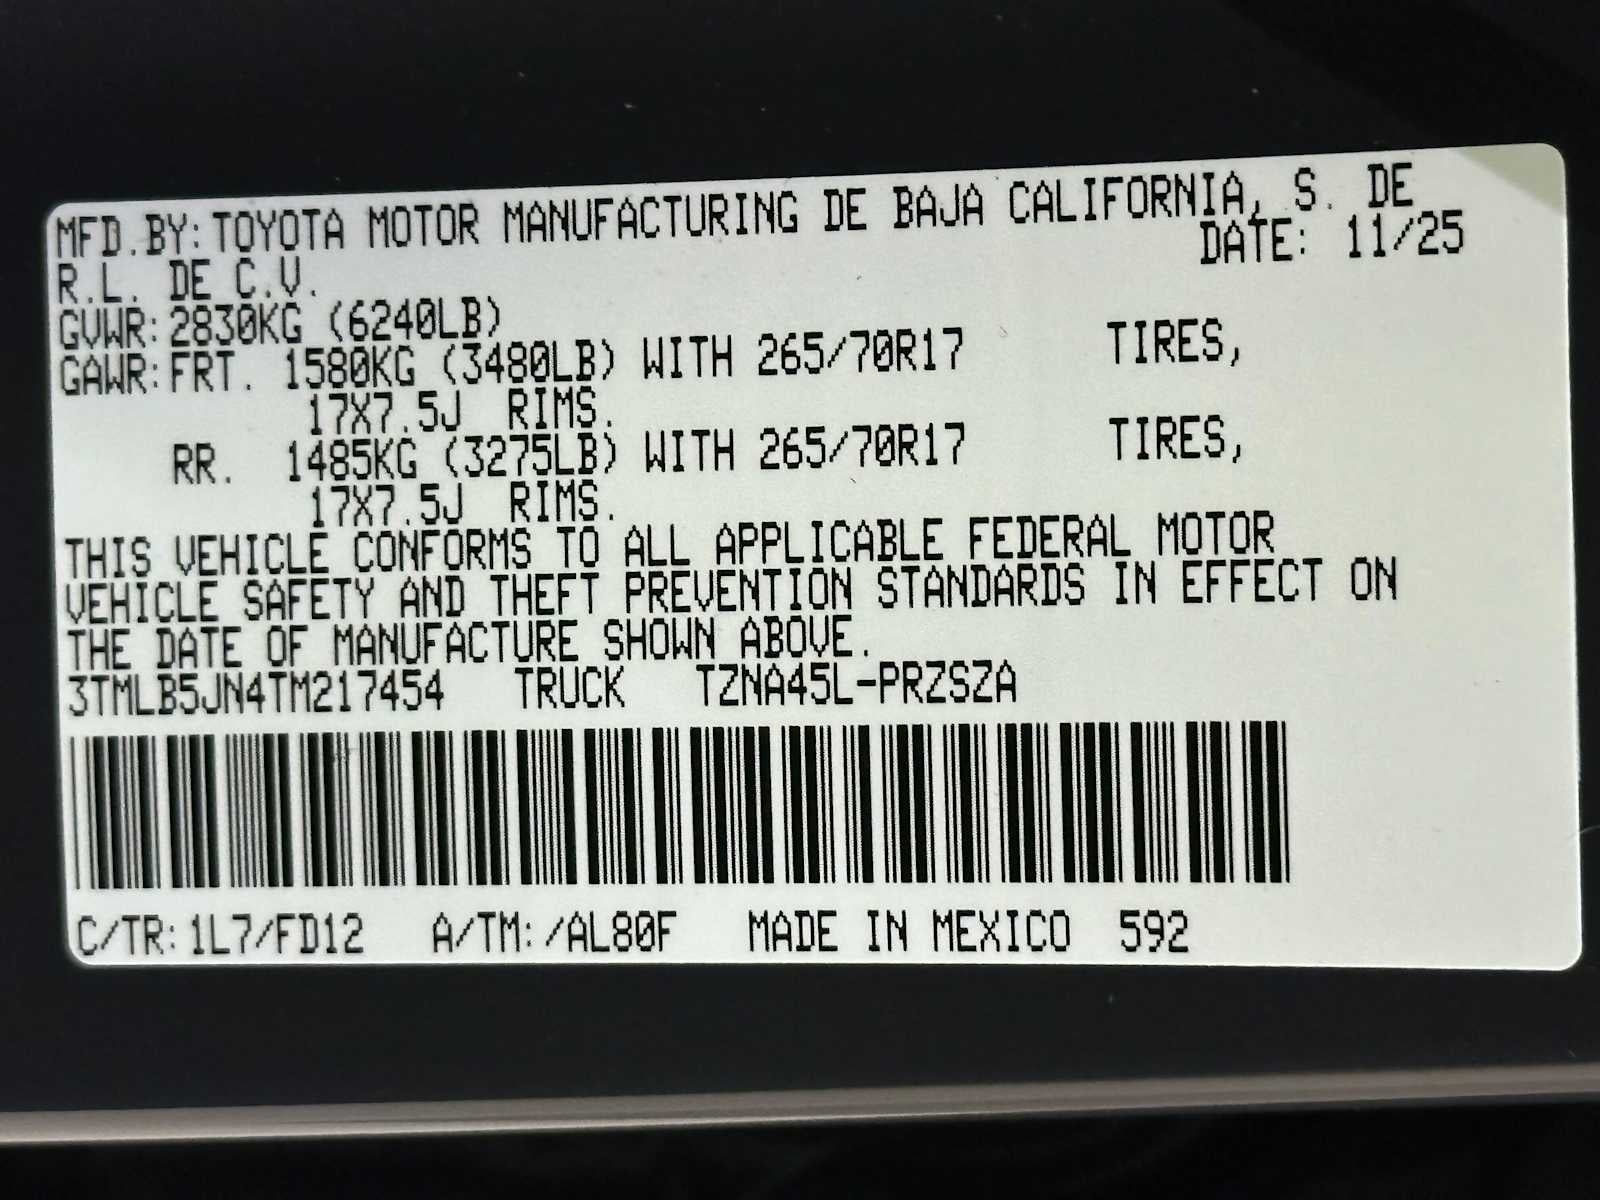 MFD.BY:TOYOTA MOTOR MANUFACTURING DE BAJA CALIFORNIA, S. DE
R.L. DE C.V. DATE: 11/25
GVWR:2830KG (6240LB)
GAWR:FRT. 1580KG (3480LB) WITH 265/70R17 TIRES,
17X7.5J RIMS.
RR. 1485KG (3275LB) WITH 265/70R17 TIRES,
17X7.5J RIMS.
THIS VEHICLE CONFORMS TO ALL APPLICABLE FEDERAL MOTOR
VEHICLE SAFETY AND THEFT PREVENTION STANDARDS IN EFFECT ON
THE DATE OF MANUFACTURE SHOWN ABOVE.
3TMLB5JN4TM217454 TRUCK TZNA45L-PRZSZA
C/TR:1L7/FD12 A/TM:/AL80F MADE IN MEXICO 592